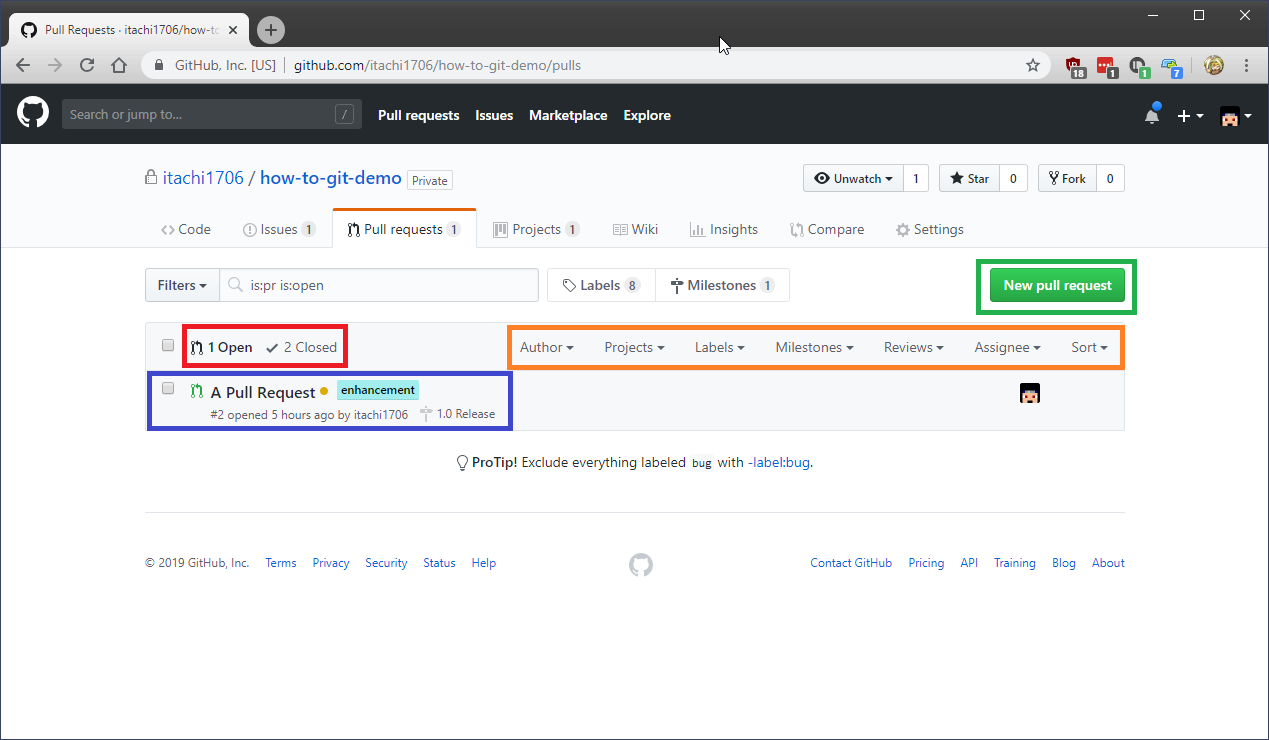 Pull Requests · itachi1706/how-to
GitHub, Inc. [US] github.com/itachi1706/how-to-git-demo/pulls 18 1 1 7
Search or jump to... / Pull requests Issues Marketplace Explore
itachi1706 / how-to-git-demo Private Unwatch 1 Star 0 Fork 0
Code Issues 1 Pull requests 1 Projects 1 Wiki Insights Compare Settings
Filters is:pr is:open Labels 8 Milestones 1 New pull request
1 Open 2 Closed Author Projects Labels Milestones Reviews Assignee Sort
A Pull Request enhancement
#2 opened 5 hours ago by itachi1706 1.0 Release
ProTip! Exclude everything labeled bug with -label:bug.
© 2019 GitHub, Inc. Terms Privacy Security Status Help Contact GitHub Pricing API Training Blog About